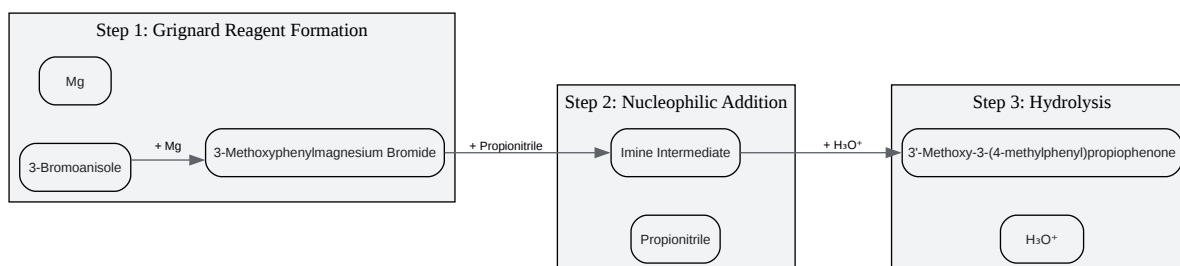 Step 1: Grignard Reagent Formation
Mg
3-Bromoanisole
+ Mg
3-Methoxyphenylmagnesium Bromide
+ Propionitrile
Step 2: Nucleophilic Addition
Imine Intermediate
Propionitrile
+ H₃O⁺
Step 3: Hydrolysis
3'-Methoxy-3-(4-methylphenyl)propiophenone
H₃O⁺